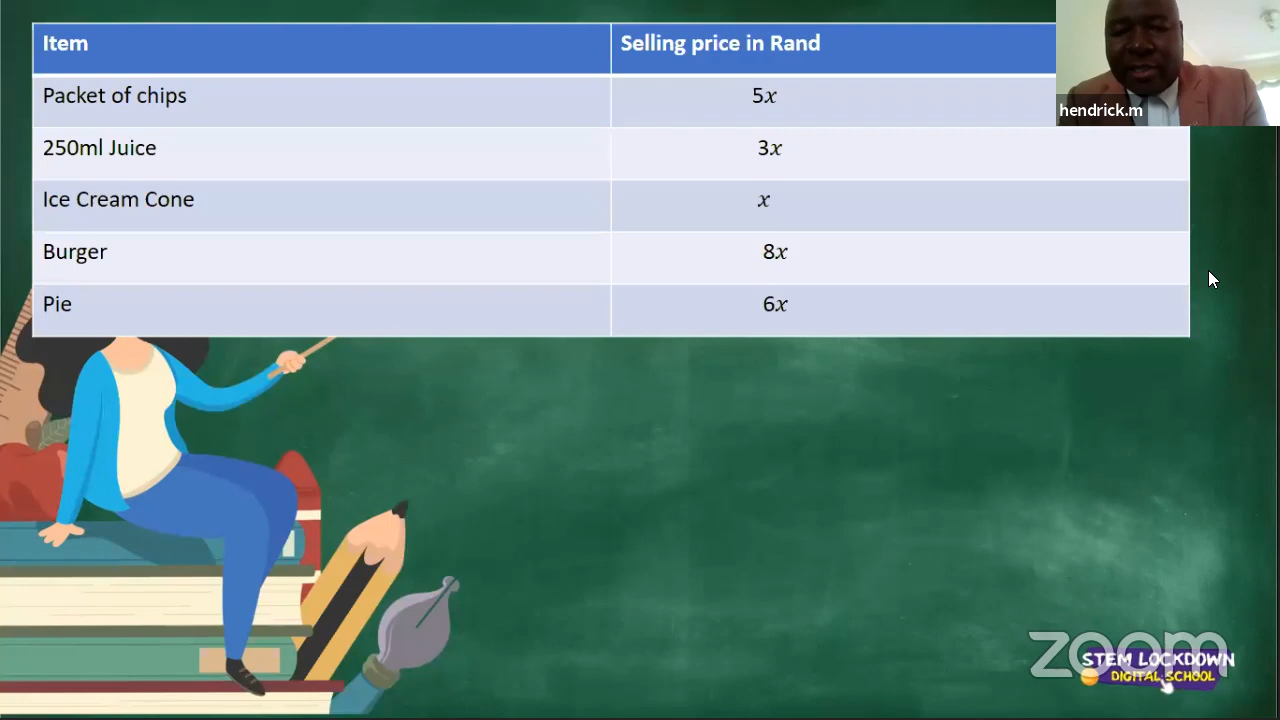 Item Selling price in Rand
Packet of chips 5x
250ml Juice 3x
Ice Cream Cone x
Burger 8x
Pie 6x
hendrick.m
zoom
STEM LOCKDOWN
DIGITAL SCHOOL